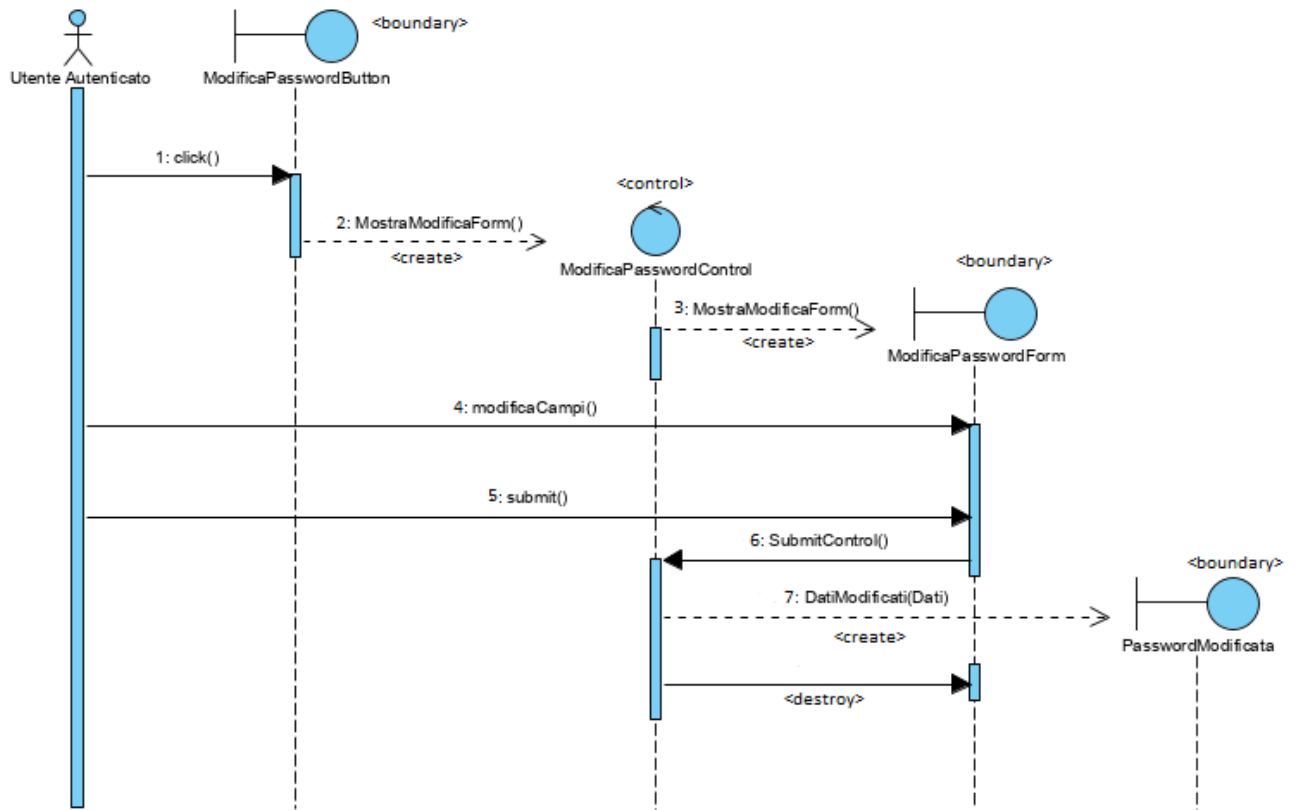 <boundary>
Utente Autenticato
ModificaPasswordButton
1: click()
<control>
2: MostraModificaForm()
<create>
ModificaPasswordControl
<boundary>
3: MostraModificaForm()
<create>
ModificaPasswordForm
4: modificaCampi()
5: submit()
6: SubmitControl()
<boundary>
7: DatiModificati(Dati)
<create>
PasswordModificata
<destroy>